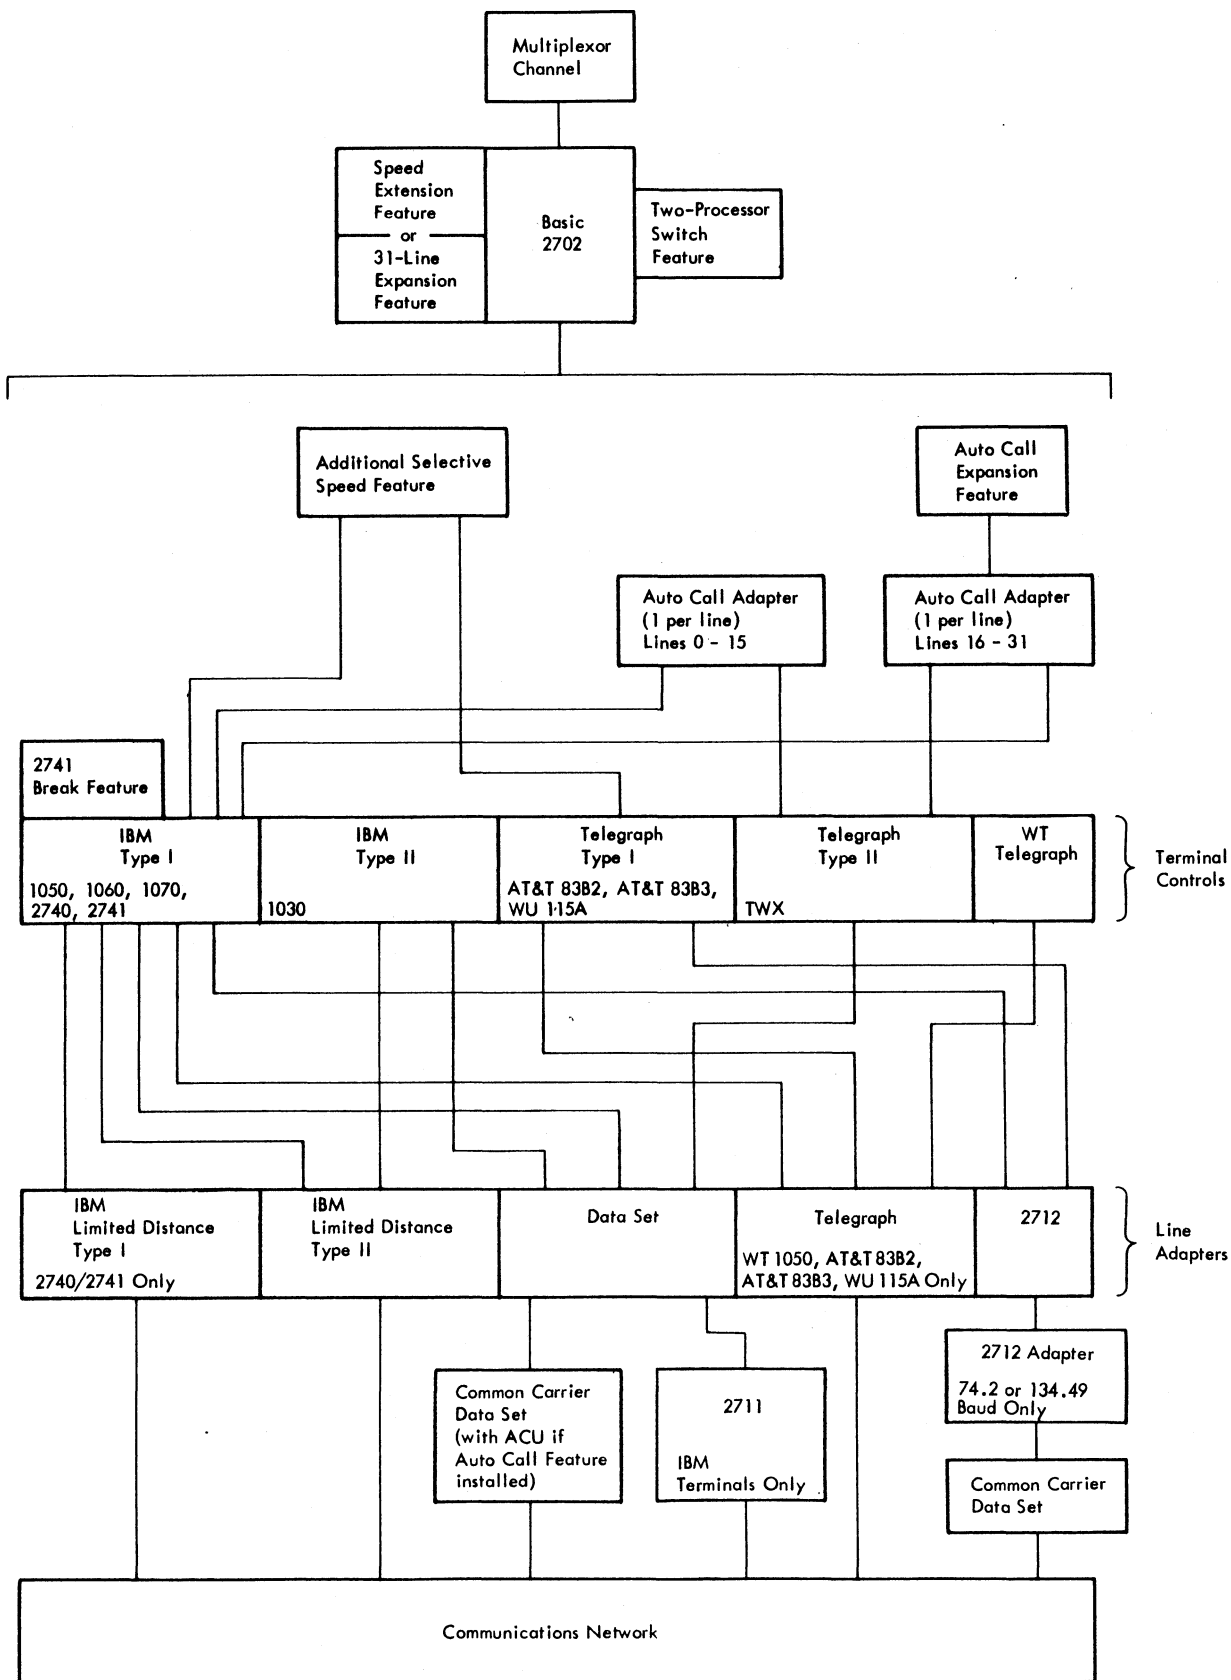 Multiplexor
Channel
Speed
Extension
Feature
or
31-Line
Expansion
Feature
Basic
2702
Two-Processor
Switch
Feature
Additional Selective
Speed Feature
Auto Call
Expansion
Feature
Auto Call Adapter
(1 per line)
Lines 0 - 15
Auto Call Adapter
(1 per line)
Lines 16 - 31
2741
Break Feature
IBM
Type I
1050, 1060, 1070,
2740, 2741
IBM
Type II
1030
Telegraph
Type I
AT&T 83B2, AT&T 83B3,
WU 115A
Telegraph
Type II
TWX
WT
Telegraph
Terminal
Controls
IBM
Limited Distance
Type I
2740/2741 Only
IBM
Limited Distance
Type II
Data Set
Telegraph
WT 1050, AT&T 83B2,
AT&T 83B3, WU 115A Only
2712
Line
Adapters
Common Carrier
Data Set
(with ACU if
Auto Call Feature
installed)
2711
IBM
Terminals Only
2712 Adapter
74.2 or 134.49
Baud Only
Common Carrier
Data Set
Communications Network